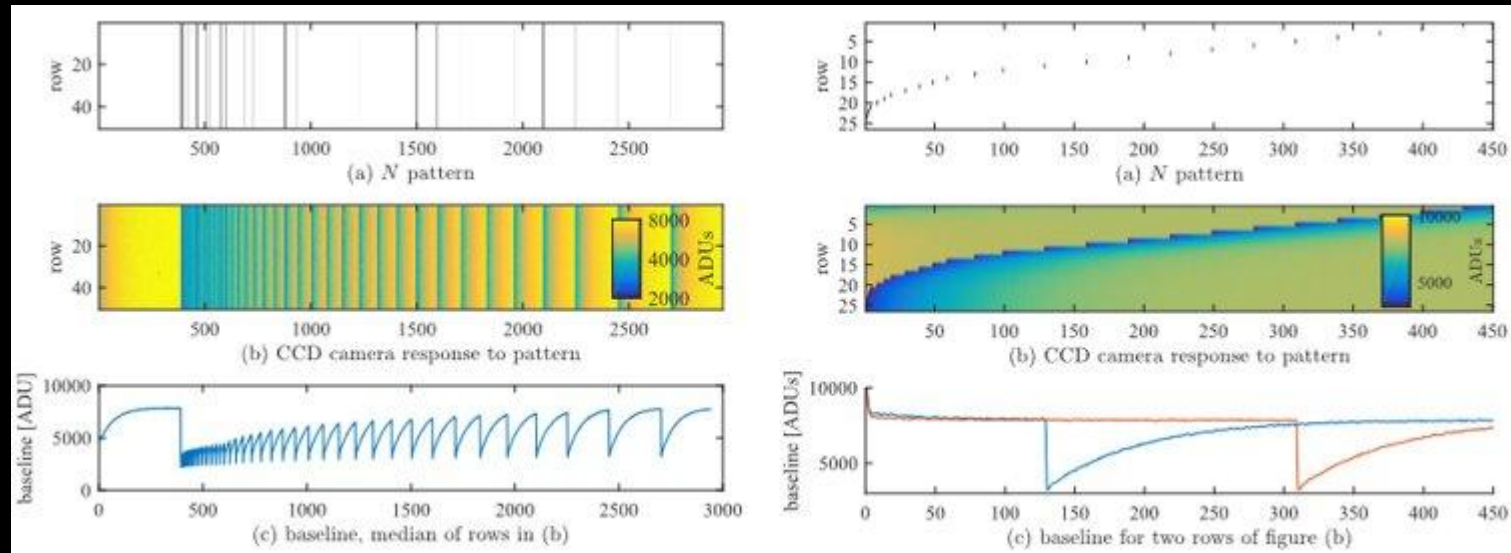 row
20
40
500 1000 1500 2000 2500
(a) N pattern
row
20
40
8000
4000
2000
ADUs
500 1000 1500 2000 2500
(b) CCD camera response to pattern
baseline [ADU]
10000
5000
0
0 500 1000 1500 2000 2500 3000
(c) baseline, median of rows in (b)
row
5
10
15
20
25
50 100 150 200 250 300 350 400 450
(a) N pattern
row
5
10
15
20
25
10000
5000
ADUs
50 100 150 200 250 300 350 400 450
(b) CCD camera response to pattern
baseline [ADUs]
10000
5000
0 50 100 150 200 250 300 350 400 450
(c) baseline for two rows of figure (b)